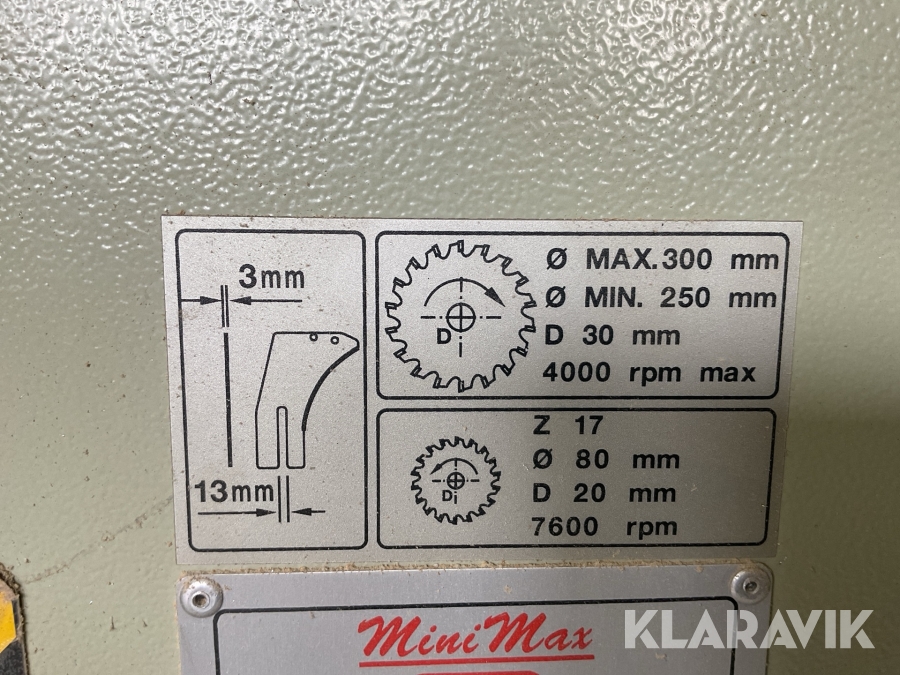 3mm
13mm
D
Ø MAX.300 mm
Ø MIN. 250 mm
D 30 mm
4000 rpm max
D
Z 17
Ø 80 mm
D 20 mm
7600 rpm
MiniMax
KLARAVIK